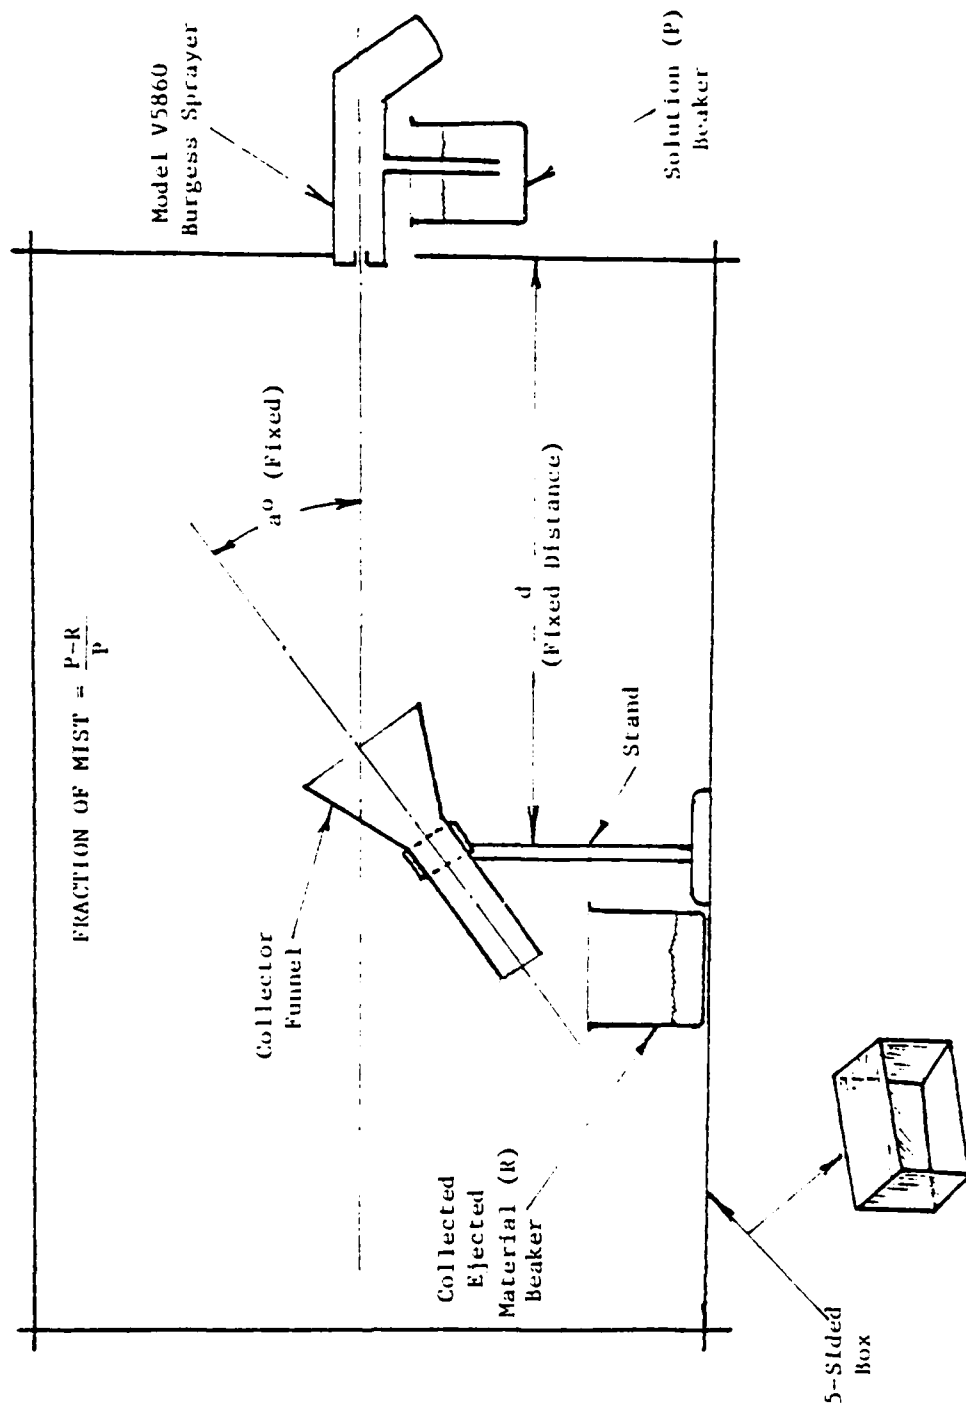 FRACTION OF MIST = P-R
P
Model V5860
Burgess Sprayer
Solution (P)
Beaker
a° (Fixed)
d
(Fixed Distance)
Stand
Collector
Funnel
Collected
Ejected
Material (R)
Beaker
5-Sided
Box